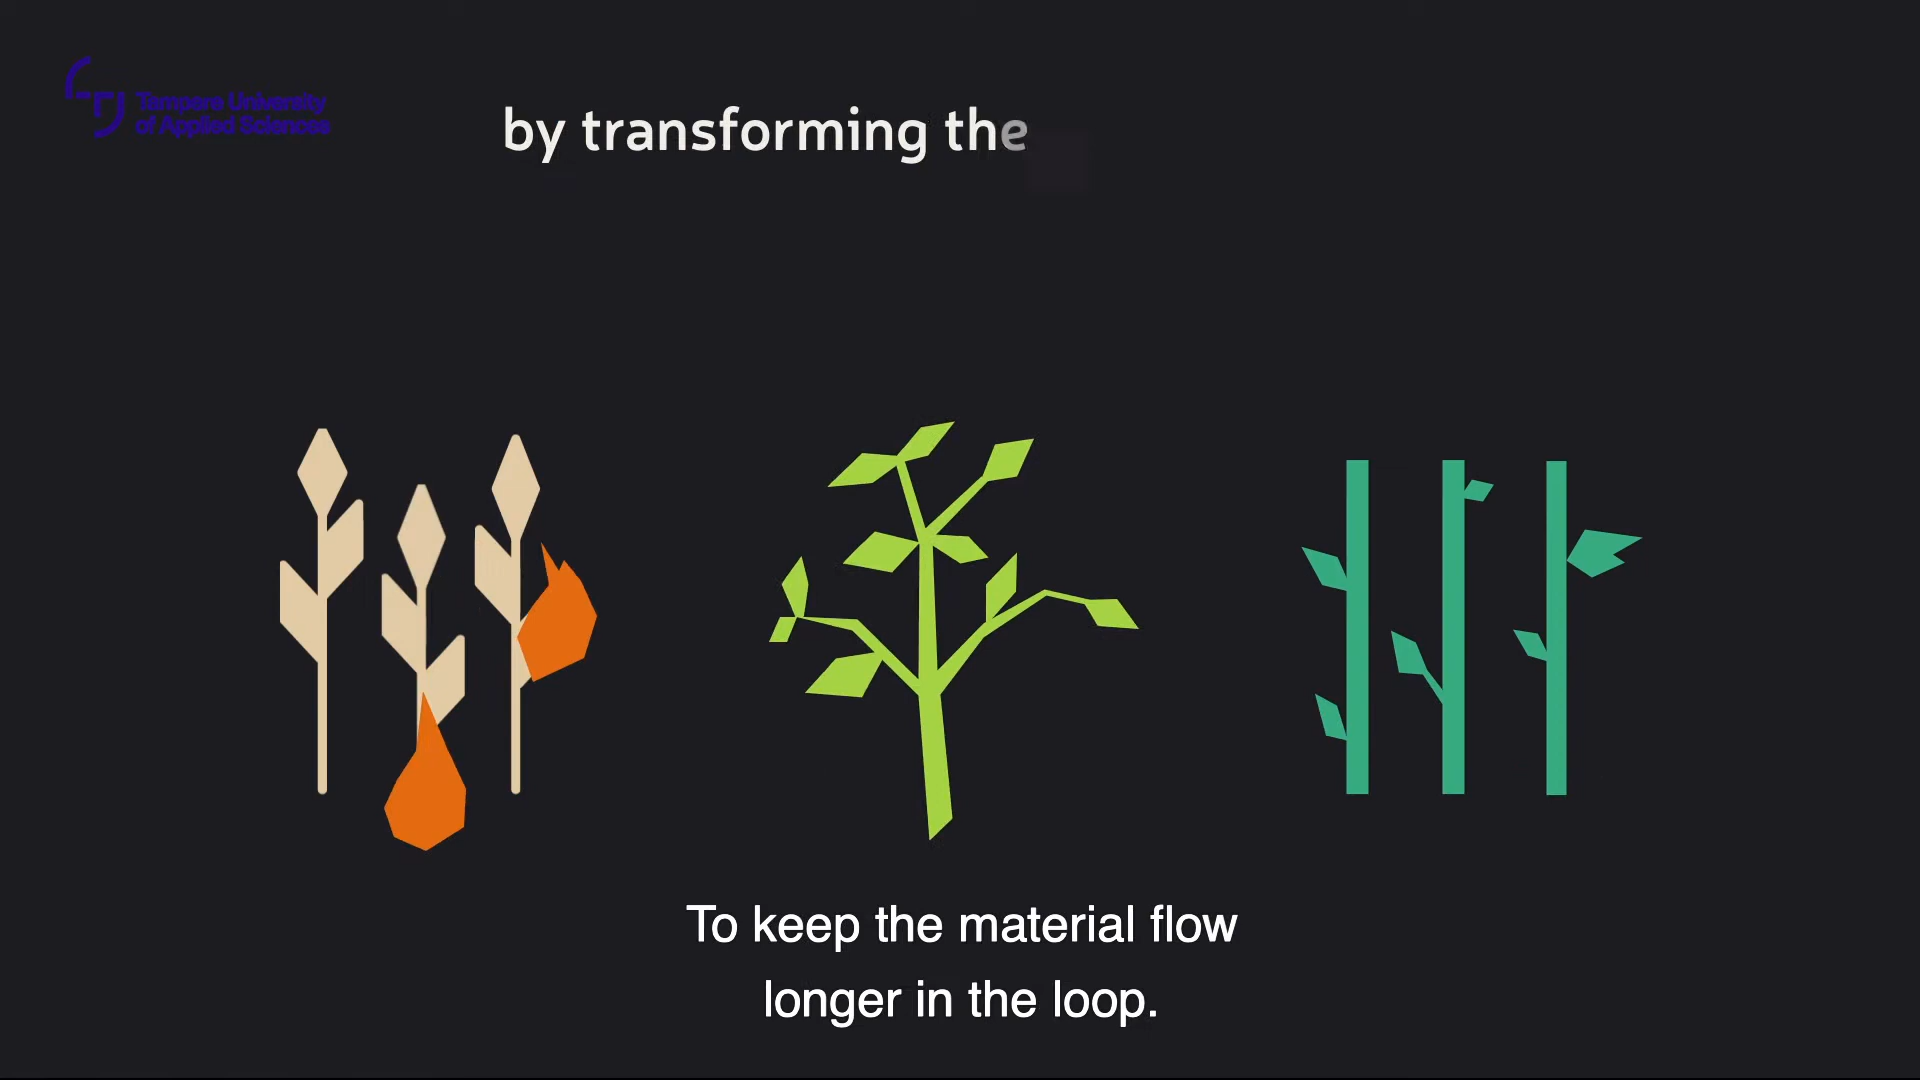 Tampere University
of Applied Sciences
by transforming the
To keep the material flow
longer in the loop.